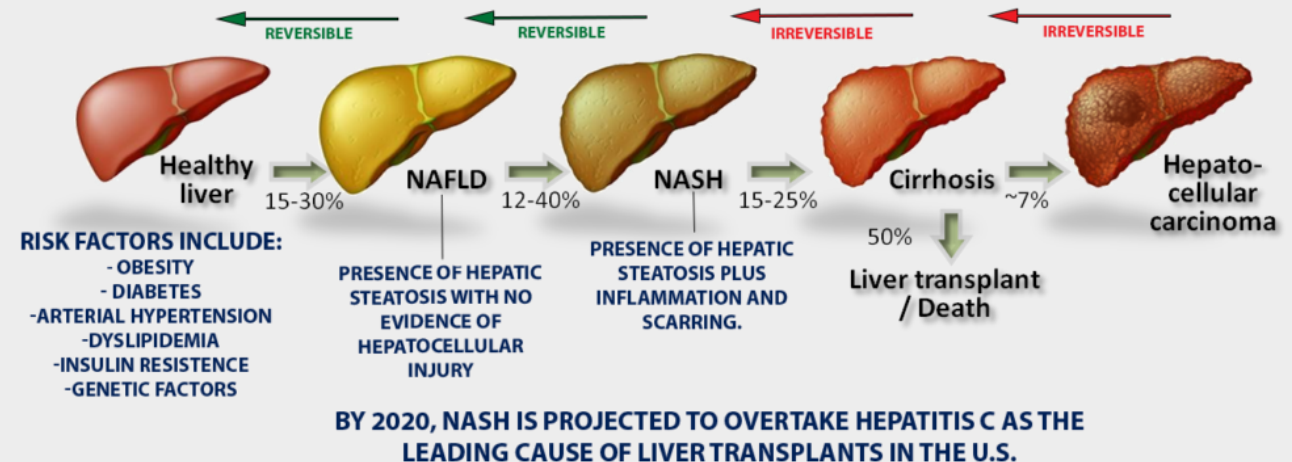 REVERSIBLE
REVERSIBLE
IRREVERSIBLE
IRREVERSIBLE
Healthy
liver
15-30%
NAFLD
12-40%
NASH
15-25%
Cirrhosis
~7%
Hepato-
cellular
carcinoma
50%
Liver transplant
/ Death
RISK FACTORS INCLUDE:
- OBESITY
- DIABETES
-ARTERIAL HYPERTENSION
-DYSLIPIDEMIA
-INSULIN RESISTENCE
-GENETIC FACTORS
PRESENCE OF HEPATIC
STEATOSIS WITH NO
EVIDENCE OF
HEPATOCELLULAR
INJURY
PRESENCE OF HEPATIC
STEATOSIS PLUS
INFLAMMATION AND
SCARRING.
BY 2020, NASH IS PROJECTED TO OVERTAKE HEPATITIS C AS THE
LEADING CAUSE OF LIVER TRANSPLANTS IN THE U.S.